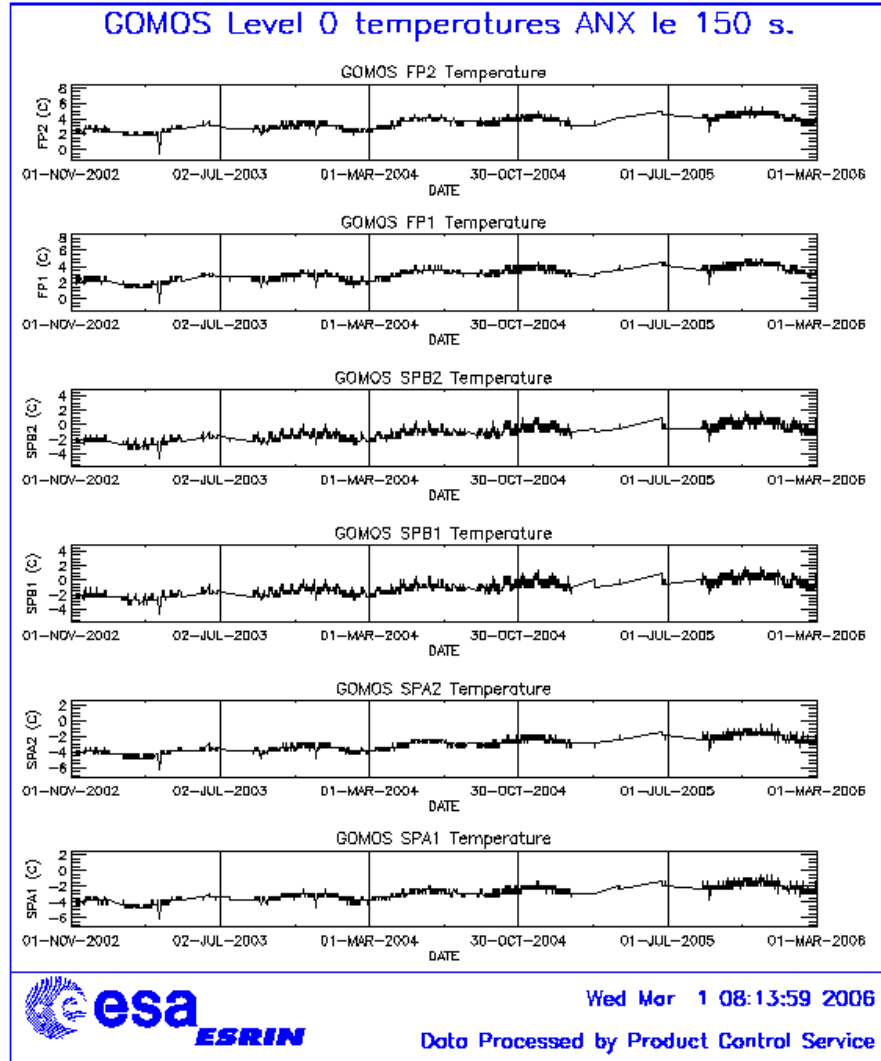 GOMOS Level 0 temperatures ANX le 150 s.
GOMOS FP2 Temperature
FP2 (C)
8
6
4
2
0
01-NOV-2002 02-JUL-2003 01-MAR-2004 30-OCT-2004 01-JUL-2005 01-MAR-2006
DATE
GOMOS FP1 Temperature
FP1 (C)
8
6
4
2
0
01-NOV-2002 02-JUL-2003 01-MAR-2004 30-OCT-2004 01-JUL-2005 01-MAR-2006
DATE
GOMOS SPB2 Temperature
SPB2 (C)
4
2
0
-2
-4
01-NOV-2002 02-JUL-2003 01-MAR-2004 30-OCT-2004 01-JUL-2005 01-MAR-2006
DATE
GOMOS SPB1 Temperature
SPB1 (C)
4
2
0
-2
-4
01-NOV-2002 02-JUL-2003 01-MAR-2004 30-OCT-2004 01-JUL-2005 01-MAR-2006
DATE
GOMOS SPA2 Temperature
SPA2 (C)
2
0
-2
-4
-6
01-NOV-2002 02-JUL-2003 01-MAR-2004 30-OCT-2004 01-JUL-2005 01-MAR-2006
DATE
GOMOS SPA1 Temperature
SPA1 (C)
2
0
-2
-4
-6
01-NOV-2002 02-JUL-2003 01-MAR-2004 30-OCT-2004 01-JUL-2005 01-MAR-2006
DATE
esa
ESRIN
Wed Mar 1 08:13:59 2006
Data Processed by Product Control Service